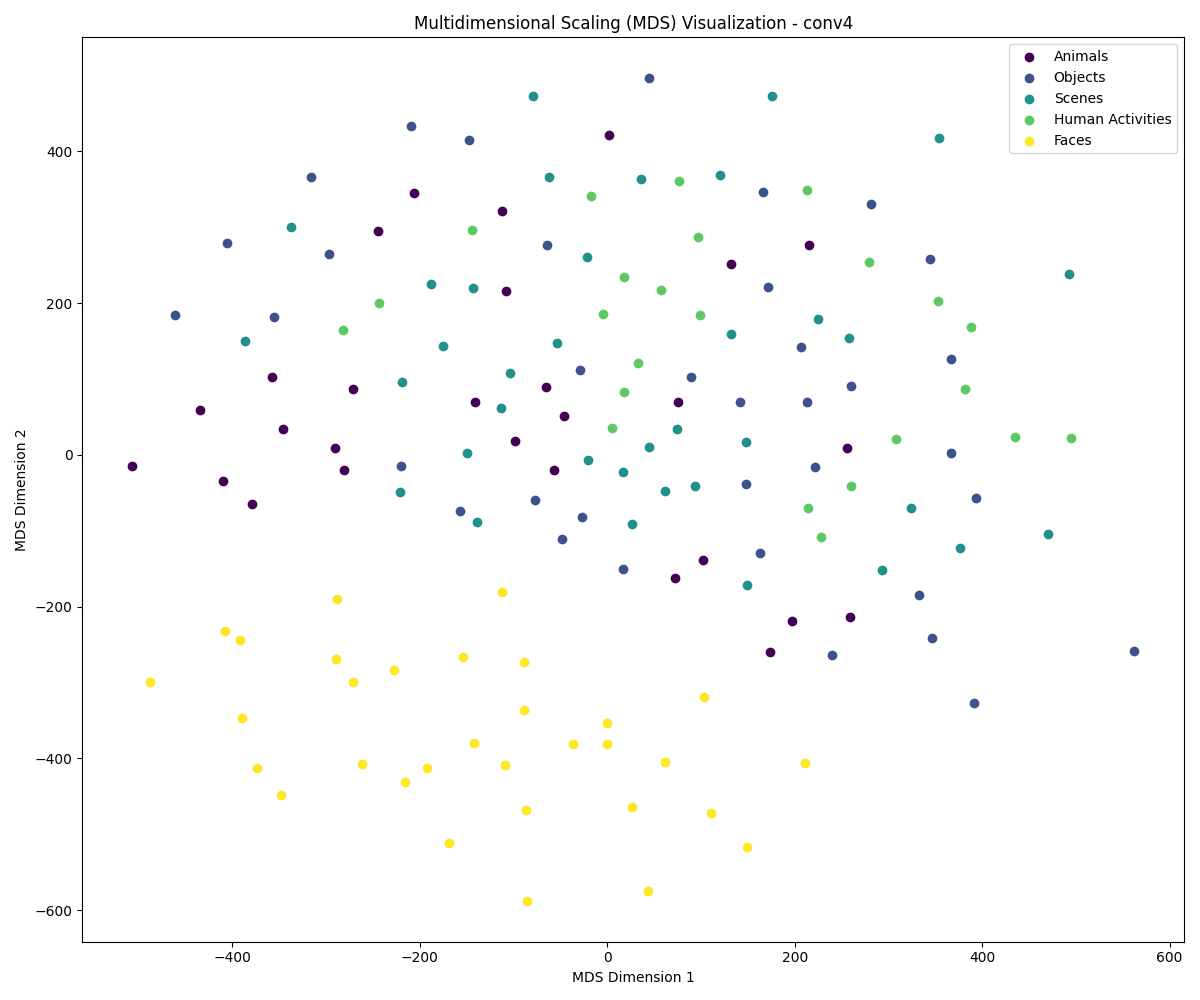 Multidimensional Scaling (MDS) Visualization - conv4
Animals
Objects
Scenes
Human Activities
Faces
MDS Dimension 2
400
200
0
−200
−400
−600
−400
−200
0
200
400
600
MDS Dimension 1